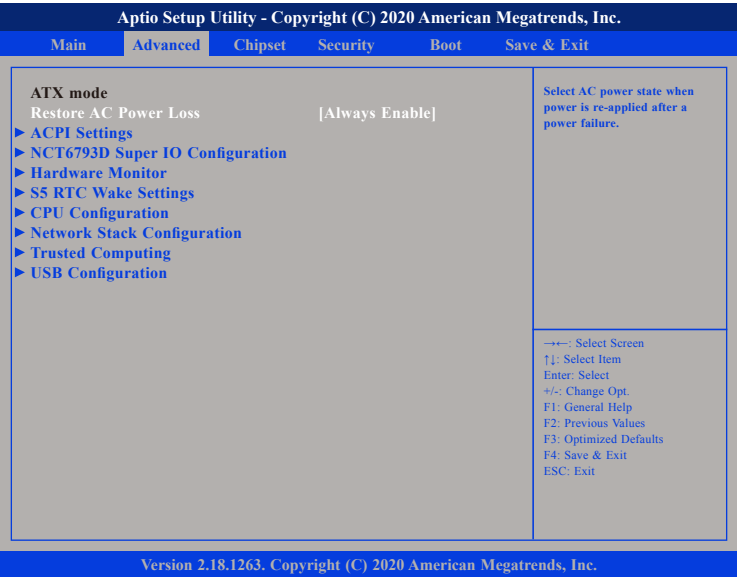 Aptio Setup Utility - Copyright (C) 2020 American Megatrends, Inc.
Main Advanced Chipset Security Boot Save & Exit
ATX mode
Restore AC Power Loss [Always Enable]
► ACPI Settings
► NCT6793D Super IO Configuration
► Hardware Monitor
► S5 RTC Wake Settings
► CPU Configuration
► Network Stack Configuration
► Trusted Computing
► USB Configuration
Select AC power state when
power is re-applied after a
power failure.
→←: Select Screen
↑↓: Select Item
Enter: Select
+/-: Change Opt.
F1: General Help
F2: Previous Values
F3: Optimized Defaults
F4: Save & Exit
ESC: Exit
Version 2.18.1263. Copyright (C) 2020 American Megatrends, Inc.